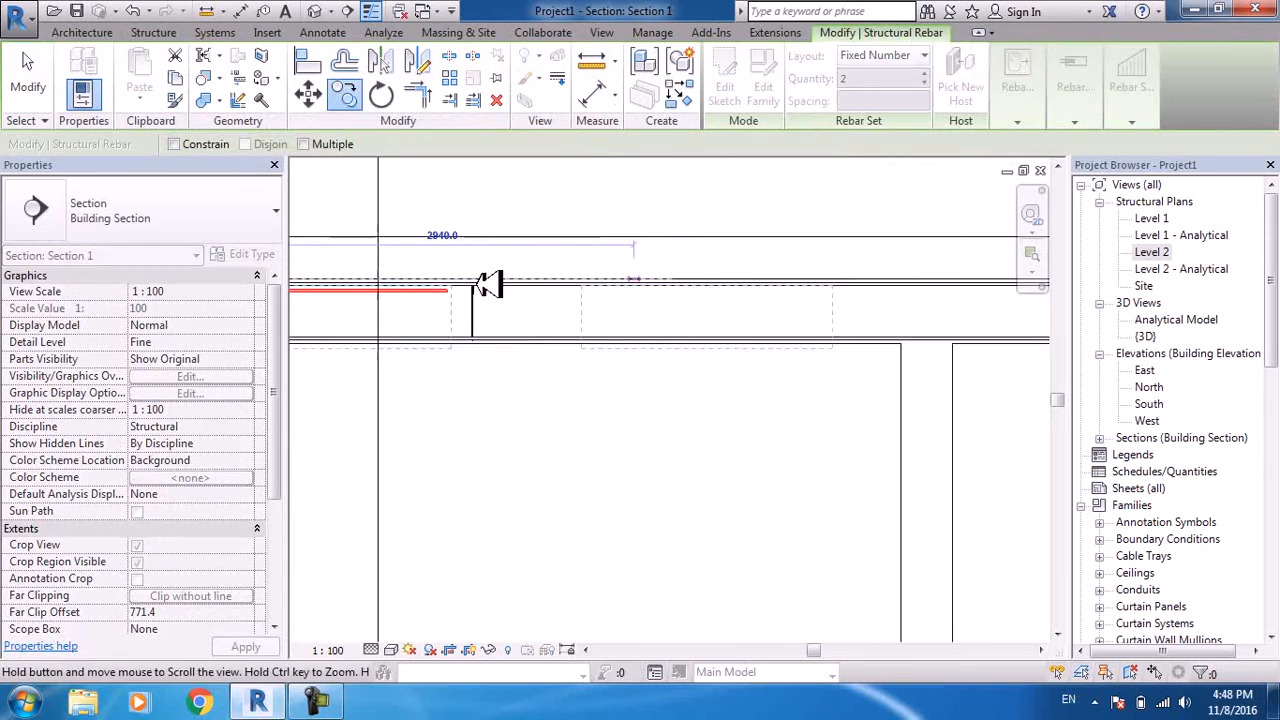 Project1 - Section: Section 1
Type a keyword or phrase
Sign In
Architecture Structure Systems Insert Annotate Analyze Massing & Site Collaborate View Manage Add-Ins Extensions Modify | Structural Rebar
Modify
Paste
Edit Sketch
Edit Family
Layout: Fixed Number
Quantity: 2
Spacing:
Pick New Host
Reba...
Reba...
Rebar S...
Select Properties Clipboard Geometry Modify View Measure Create Mode Rebar Set Host
Modify | Structural Rebar Constrain Disjoin Multiple
Properties
Section
Building Section
Section: Section 1 Edit Type
Graphics
View Scale 1 : 100
Scale Value 1: 100
Display Model Normal
Detail Level Fine
Parts Visibility Show Original
Visibility/Graphics Ov... Edit...
Graphic Display Optio... Edit...
Hide at scales coarser ... 1 : 100
Discipline Structural
Show Hidden Lines By Discipline
Color Scheme Location Background
Color Scheme <none>
Default Analysis Displ... None
Sun Path
Extents
Crop View
Crop Region Visible
Annotation Crop
Far Clipping Clip without line
Far Clip Offset 771.4
Scope Box None
Properties help Apply
2940.0
2D
Project Browser - Project1
Views (all)
Structural Plans
Level 1
Level 1 - Analytical
Level 2
Level 2 - Analytical
Site
3D Views
Analytical Model
{3D}
Elevations (Building Elevation
East
North
South
West
Sections (Building Section)
Legends
Schedules/Quantities
Sheets (all)
Families
Annotation Symbols
Boundary Conditions
Cable Trays
Ceilings
Conduits
Curtain Panels
Curtain Systems
Curtain Wall Mullions
1 : 100
Hold button and move mouse to Scroll the view. Hold Ctrl key to Zoom. H
:0
Main Model
:0
EN
4:48 PM
11/8/2016